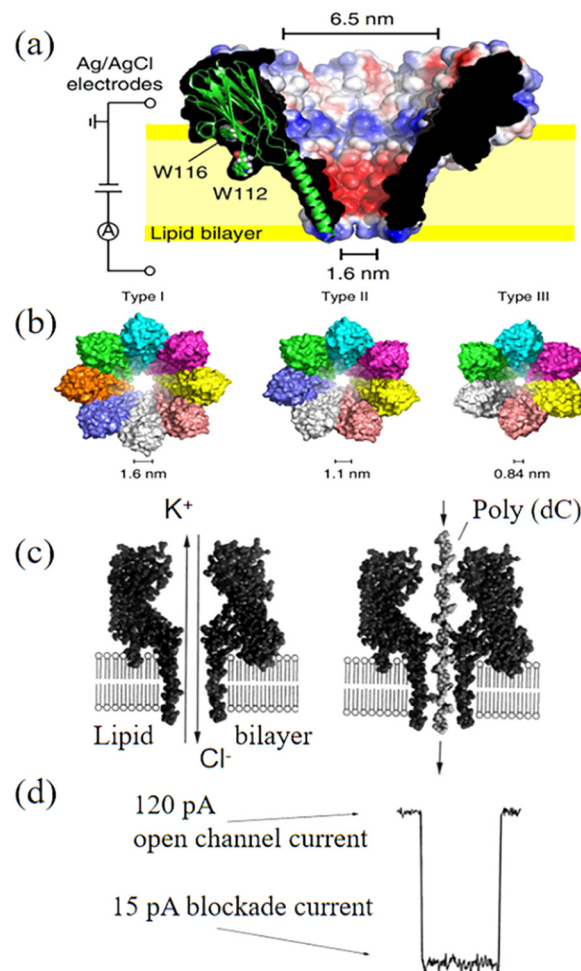 (a)
6.5 nm
Ag/AgCl
electrodes
W116
W112
A
Lipid bilayer
1.6 nm
(b)
Type I
Type II
Type III
1.6 nm
1.1 nm
0.84 nm
(c)
K+
Poly (dC)
Lipid bilayer
Cl-
(d)
120 pA
open channel current
15 pA blockade current